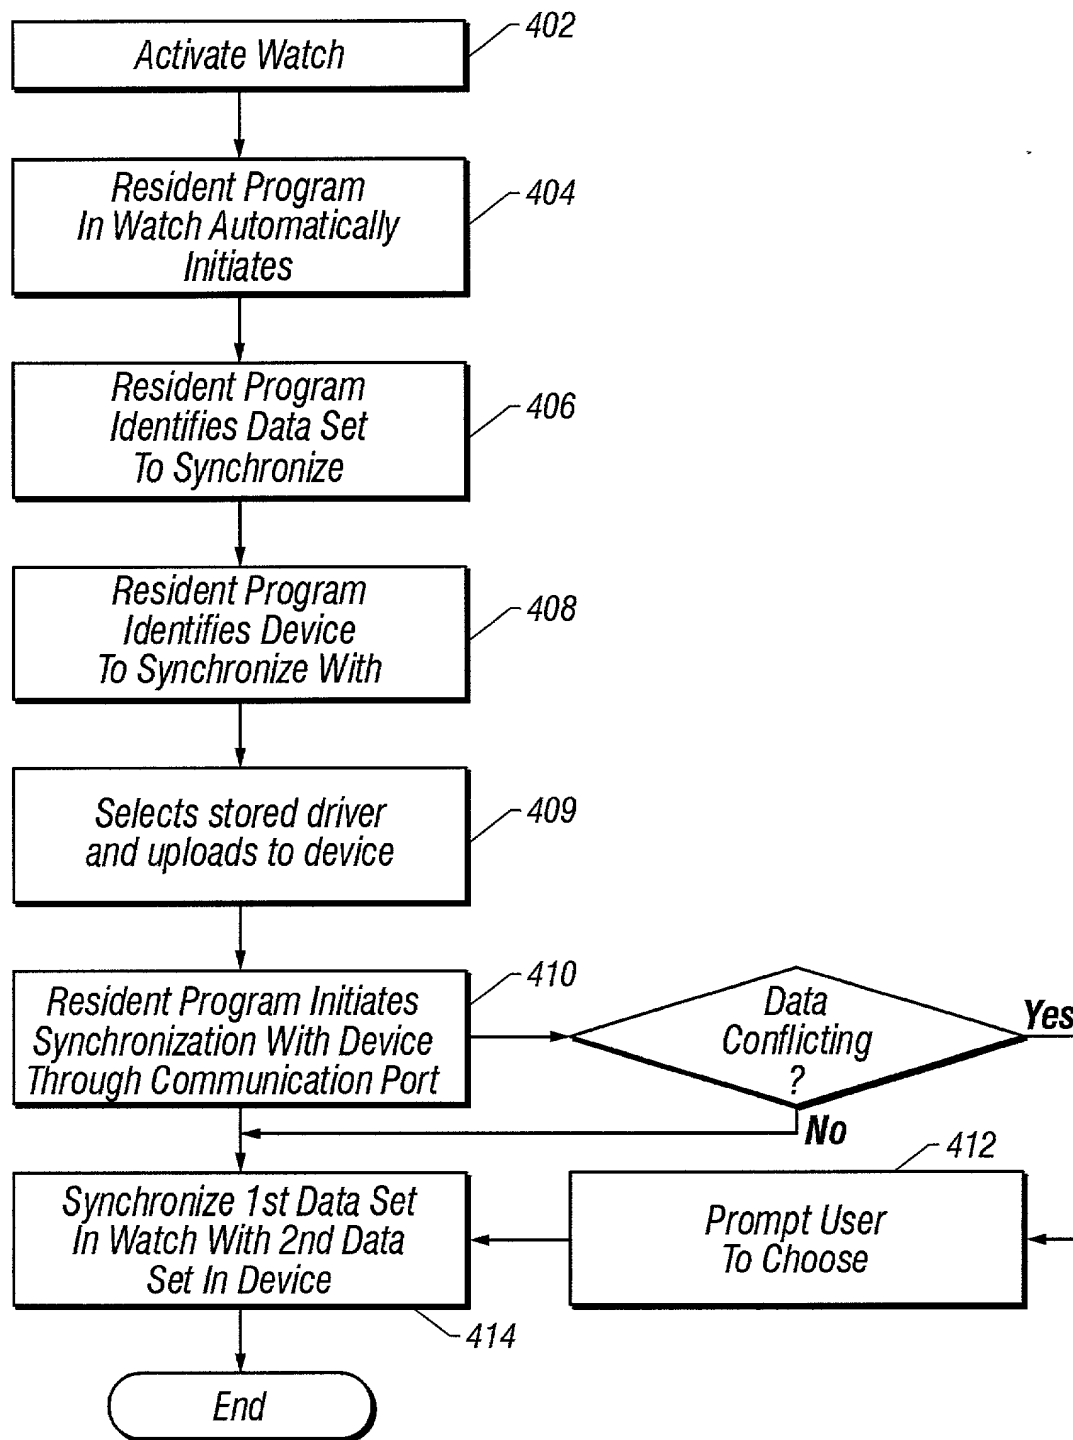 402
Activate Watch
Resident Program
In Watch Automatically
Initiates
404
Resident Program
Identifies Data Set
To Synchronize
406
Resident Program
Identifies Device
To Synchronize With
408
Selects stored driver
and uploads to device
409
410
Resident Program Initiates
Synchronization With Device
Through Communication Port
Data
Conflicting
?
Yes
No
412
Synchronize 1st Data Set
In Watch With 2nd Data
Set In Device
Prompt User
To Choose
414
End